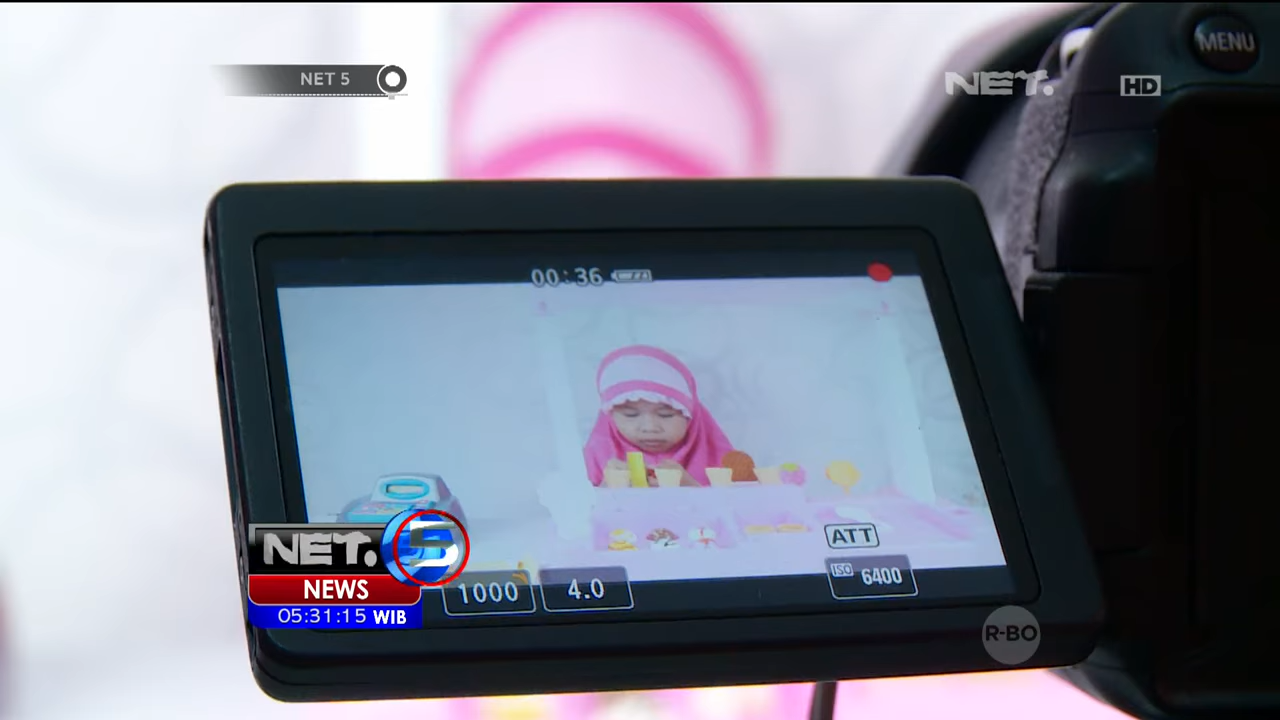 NET 5
NET.
HD
MENU
00:36
ATT
ISO 6400
1000
4.0
NET. 5
NEWS
05:31:15 WIB
R-BO